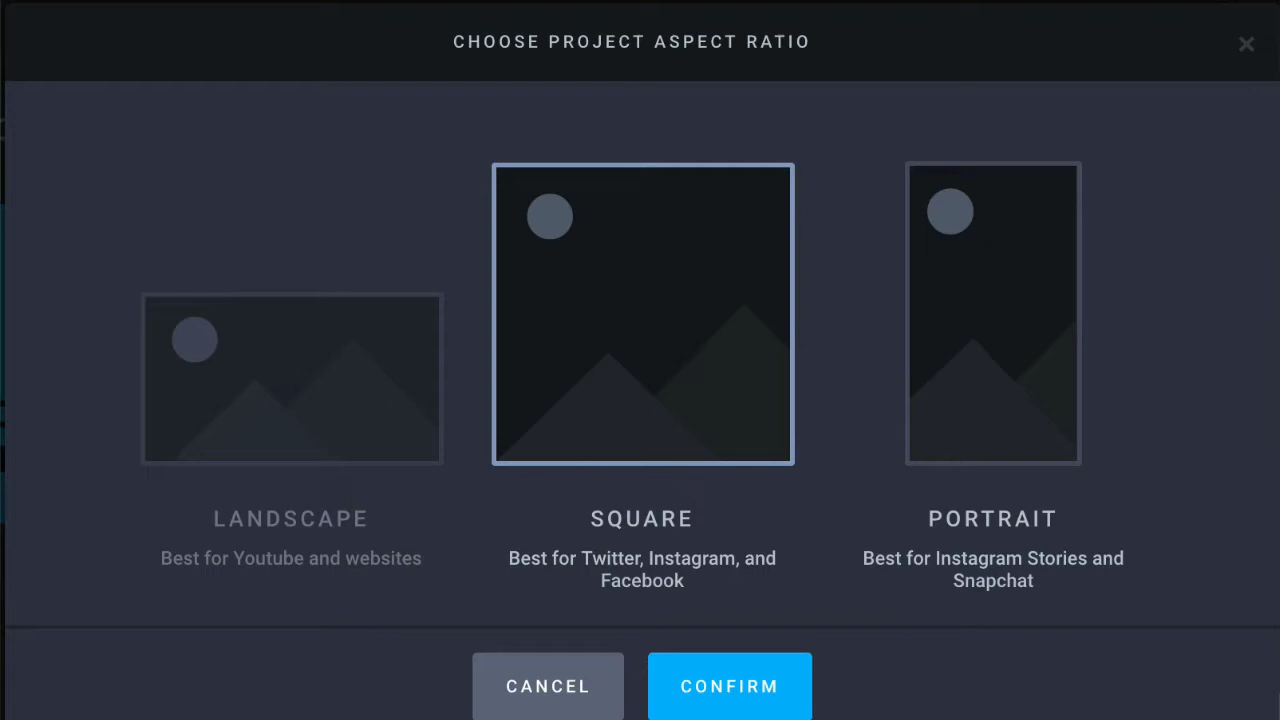 CHOOSE PROJECT ASPECT RATIO
LANDSCAPE
Best for Youtube and websites
SQUARE
Best for Twitter, Instagram, and
Facebook
PORTRAIT
Best for Instagram Stories and
Snapchat
CANCEL
CONFIRM